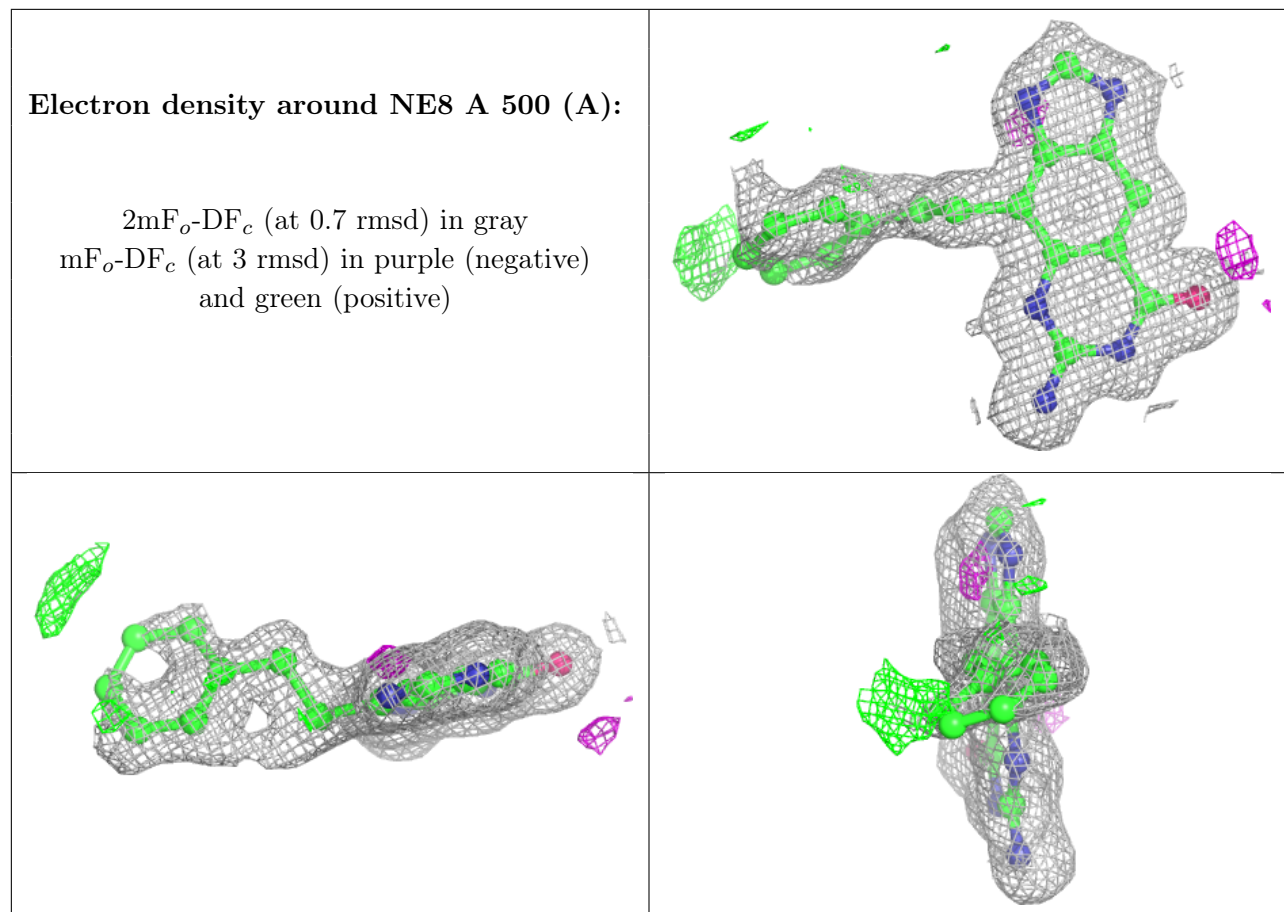 Electron density around NE8 A 500 (A):
2mFo-DFc (at 0.7 rmsd) in gray
mFo-DFc (at 3 rmsd) in purple (negative)
and green (positive)